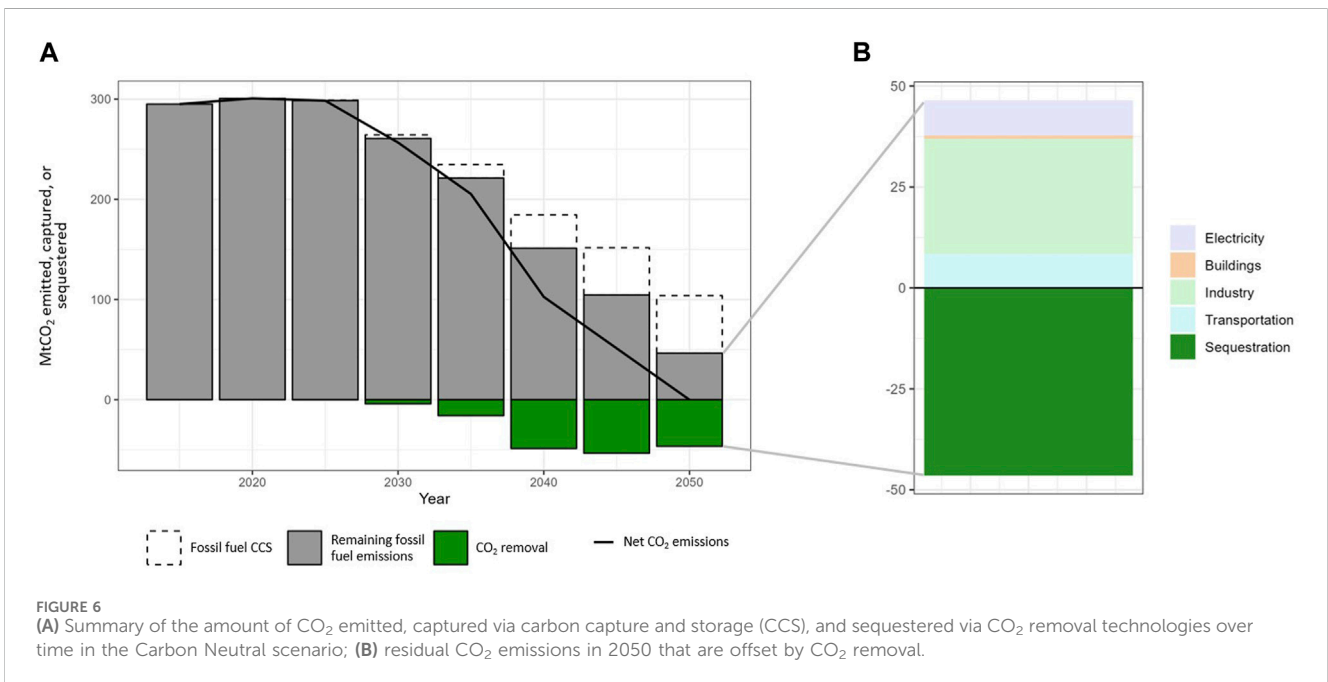 A
B
300
200
100
0
MtCO₂ emitted, captured, or
sequestered
2020
2030
2040
2050
Year
Fossil fuel CCS
Remaining fossil
fuel emissions
CO₂ removal
Net CO₂ emissions
50
25
0
-25
-50
Electricity
Buildings
Industry
Transportation
Sequestration
FIGURE 6
(A) Summary of the amount of CO₂ emitted, captured via carbon capture and storage (CCS), and sequestered via CO₂ removal technologies over
time in the Carbon Neutral scenario; (B) residual CO₂ emissions in 2050 that are offset by CO₂ removal.